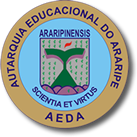 AUTARQUIA EDUCACIONAL DO ARARIPE
ARARIPINENSIS
SCIENTIA ET VIRTUS
AEDA